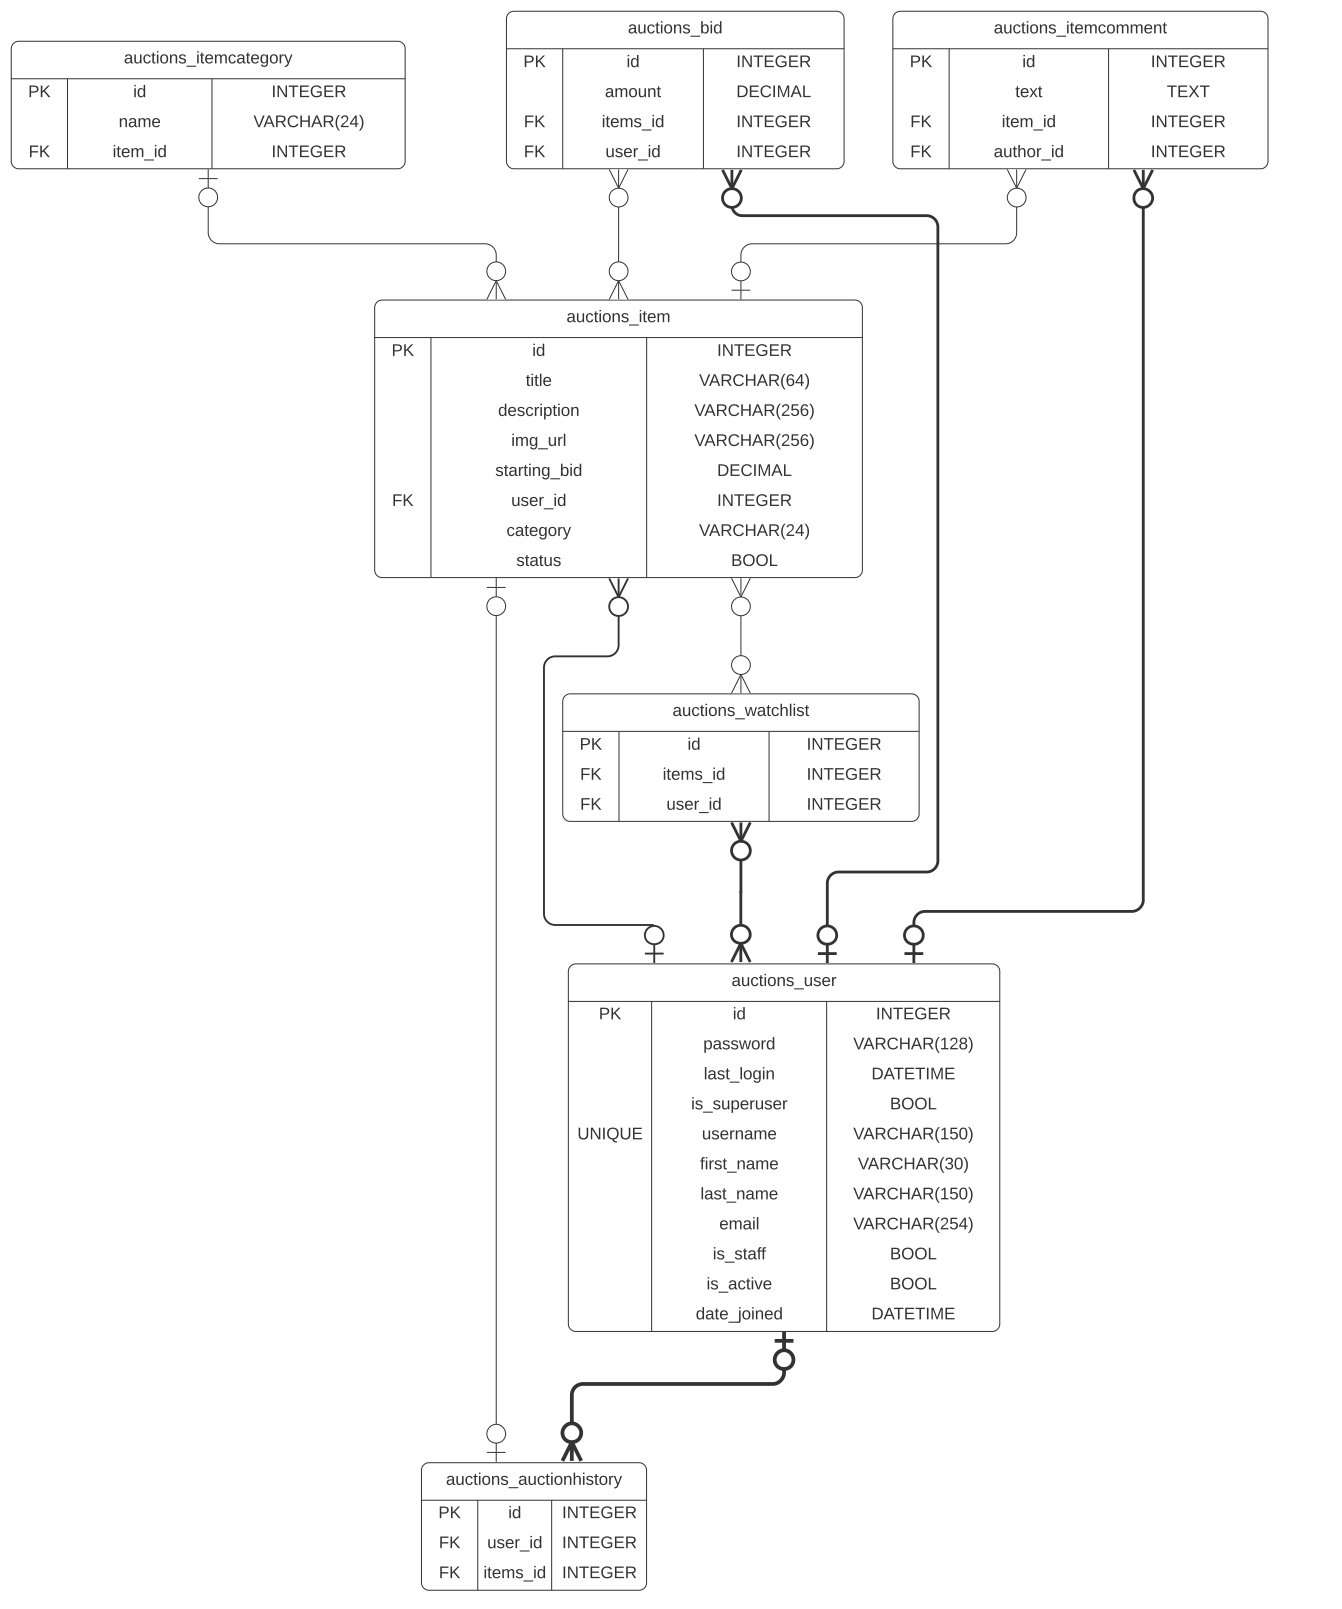 auctions_itemcategory
PK id INTEGER
name VARCHAR(24)
FK item_id INTEGER
auctions_bid
PK id INTEGER
amount DECIMAL
FK items_id INTEGER
FK user_id INTEGER
auctions_itemcomment
PK id INTEGER
text TEXT
FK item_id INTEGER
FK author_id INTEGER
auctions_item
PK id INTEGER
title VARCHAR(64)
description VARCHAR(256)
img_url VARCHAR(256)
starting_bid DECIMAL
FK user_id INTEGER
category VARCHAR(24)
status BOOL
auctions_watchlist
PK id INTEGER
FK items_id INTEGER
FK user_id INTEGER
auctions_user
PK id INTEGER
password VARCHAR(128)
last_login DATETIME
is_superuser BOOL
UNIQUE username VARCHAR(150)
first_name VARCHAR(30)
last_name VARCHAR(150)
email VARCHAR(254)
is_staff BOOL
is_active BOOL
date_joined DATETIME
auctions_auctionhistory
PK id INTEGER
FK user_id INTEGER
FK items_id INTEGER